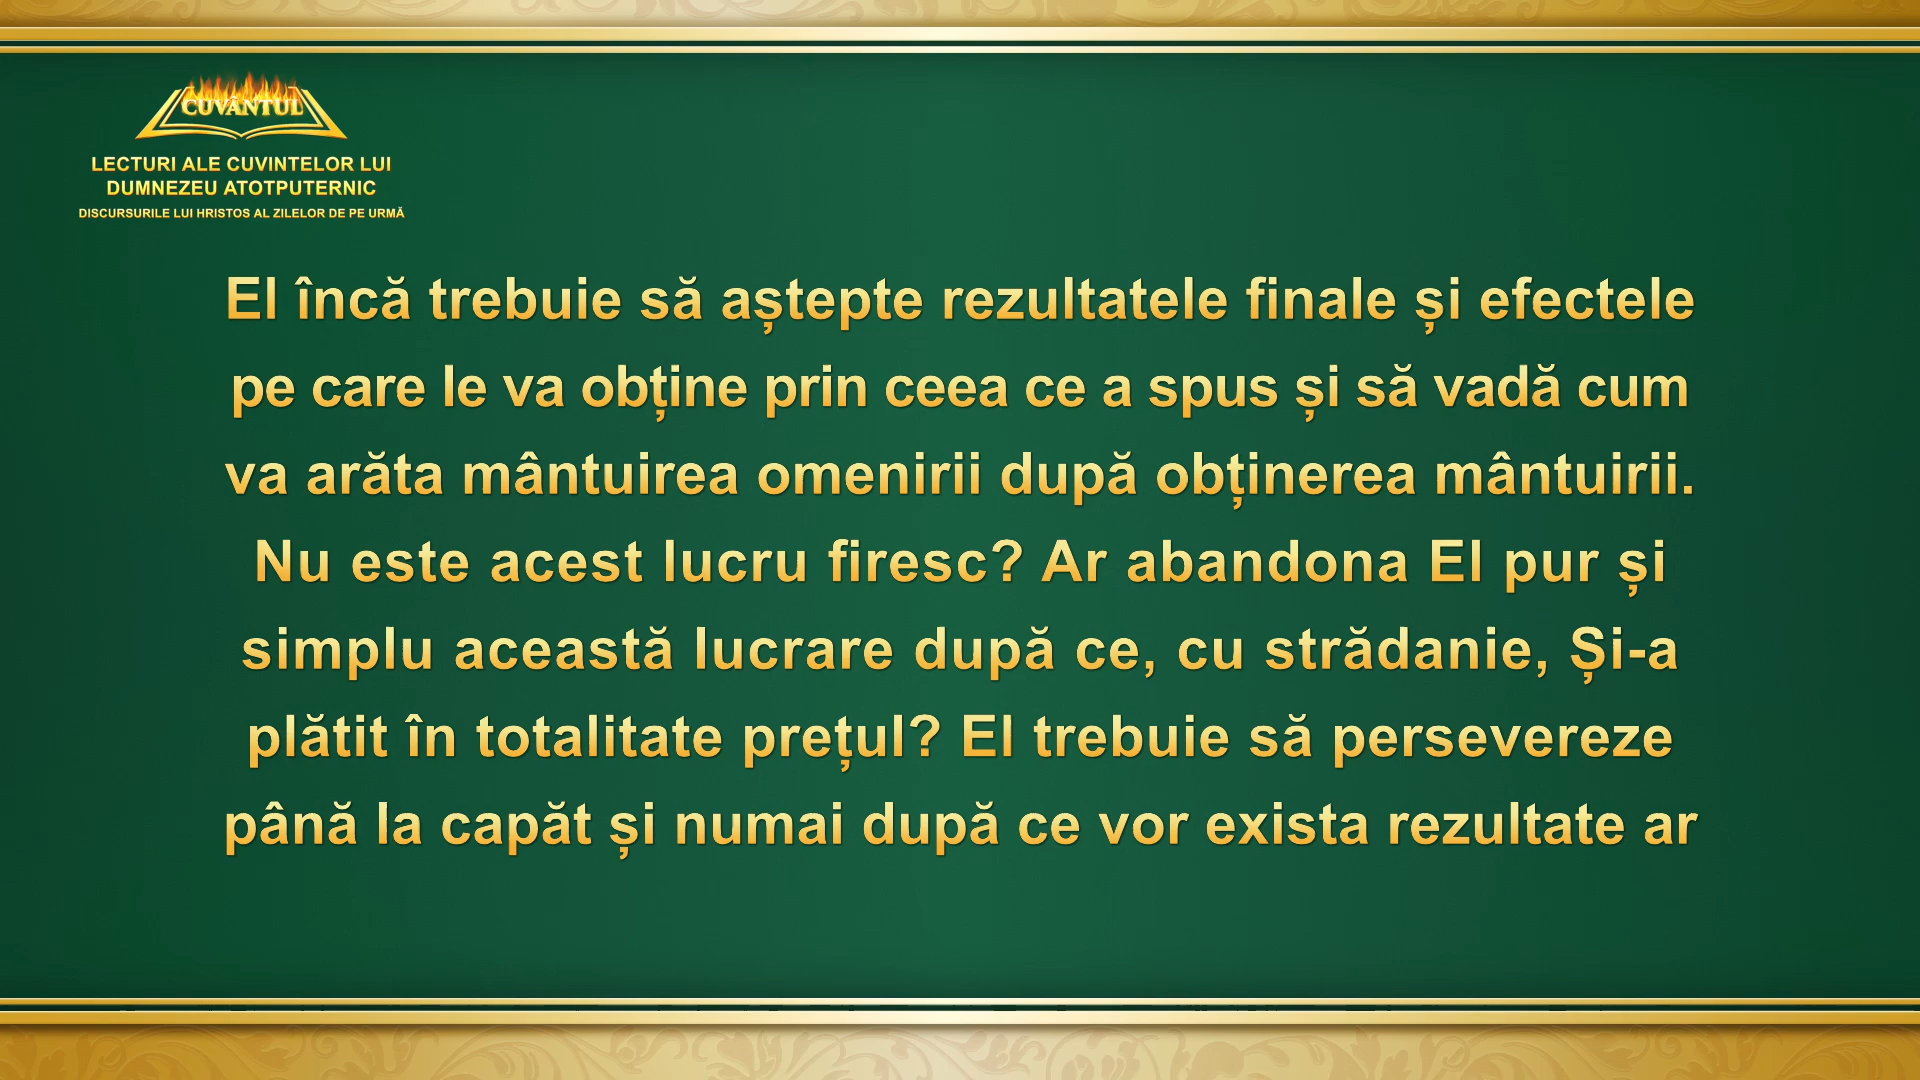 CUVÂNTUL
LECTURI ALE CUVINTELOR LUI
DUMNEZEU ATOTPUTERNIC
DISCURSURILE LUI HRISTOS AL ZILELOR DE PE URMĂ
El încă trebuie să aștepte rezultatele finale și efectele
pe care le va obține prin ceea ce a spus și să vadă cum
va arăta mântuirea omenirii după obținerea mântuirii.
Nu este acest lucru firesc? Ar abandona El pur și
simplu această lucrare după ce, cu strădanie, Și-a
plătit în totalitate prețul? El trebuie să persevereze
până la capăt și numai după ce vor exista rezultate ar